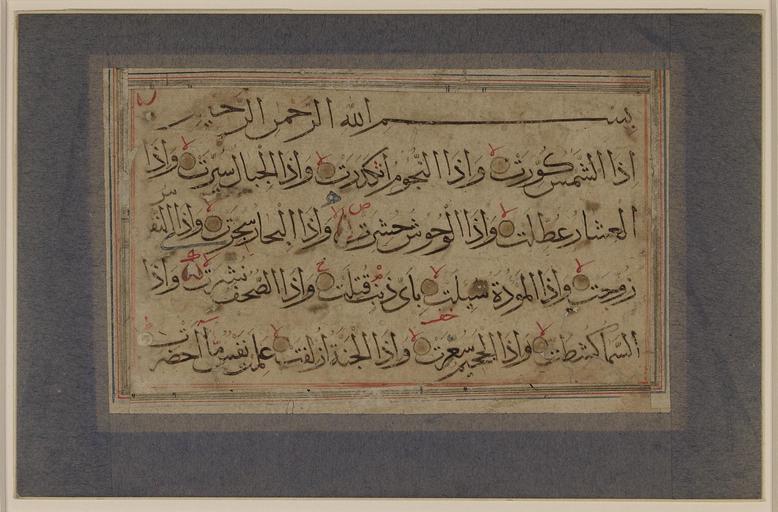 بسم الله الرحمن الرحيم
اذا الشمس كورت واذا النجوم انكدرت واذا الجبال سيرت واذا
العشار عطلت واذا الوحوش حشرت واذا البحار سجرت واذا النفو
س
زوجت واذا الموءدة سئلت باى ذنب قتلت واذا الصحف نشرت واذا
السما كشطت واذا الجحيم سعرت واذا الجنة ازلفت علمت نفس ما احضرت